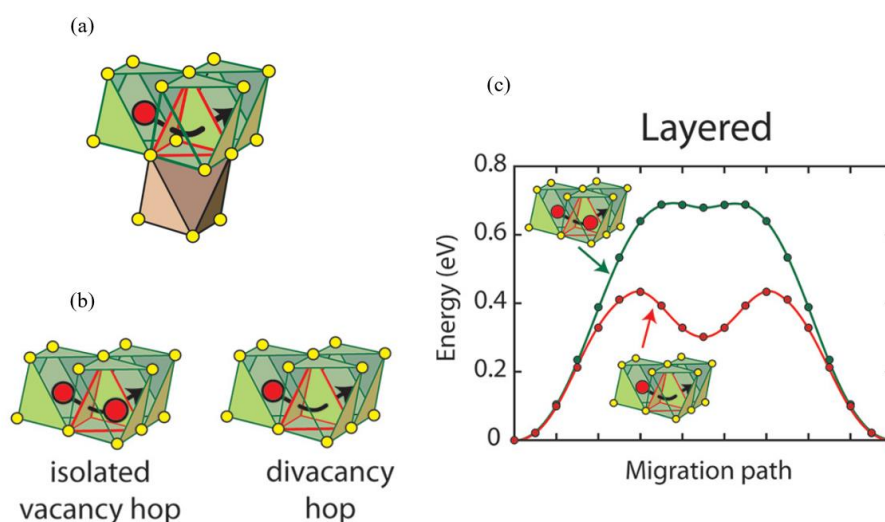 (a)
(b)
isolated
vacancy hop
divacancy
hop
(c)
Layered
0.8
0.6
0.4
0.2
0
Energy (eV)
Migration path